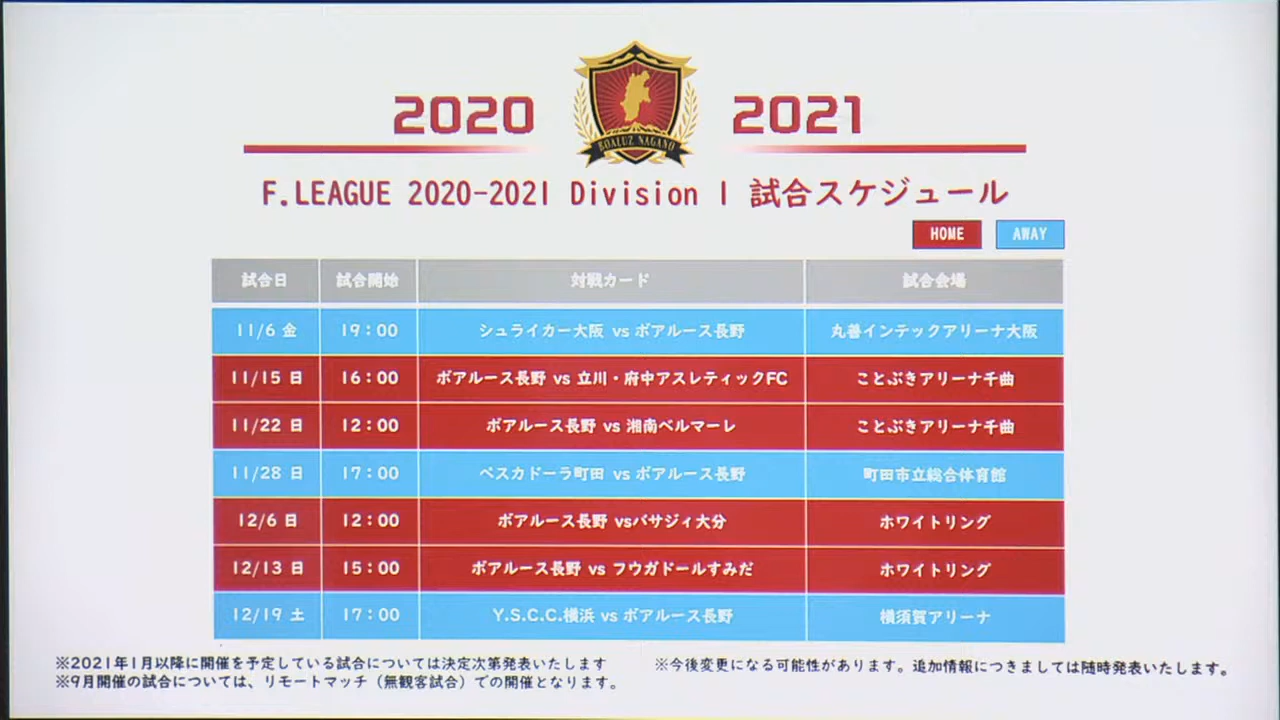 2020
2021
BOALUZ NAGANO
F.LEAGUE 2020-2021 Division 1 試合スケジュール
HOME AWAY
試合日 試合開始 対戦カード 試合会場
11/6 金 19：00 シュライカー大阪 vs ボアルース長野 丸善インテックアリーナ大阪
11/15 日 16：00 ボアルース長野 vs 立川・府中アスレティックFC ことぶきアリーナ千曲
11/22 日 12：00 ボアルース長野 vs 湘南ベルマーレ ことぶきアリーナ千曲
11/28 日 17：00 ペスカドーラ町田 vs ボアルース長野 町田市立総合体育館
12/6 日 12：00 ボアルース長野 vsバサジィ大分 ホワイトリング
12/13 日 15：00 ボアルース長野 vs フウガドールすみだ ホワイトリング
12/19 土 17：00 Y.S.C.C.横浜 vs ボアルース長野 横須賀アリーナ
※2021年1月以降に開催を予定している試合については決定次第発表いたします
※9月開催の試合については、リモートマッチ（無観客試合）での開催となります。
※今後変更になる可能性があります。追加情報につきましては随時発表いたします。